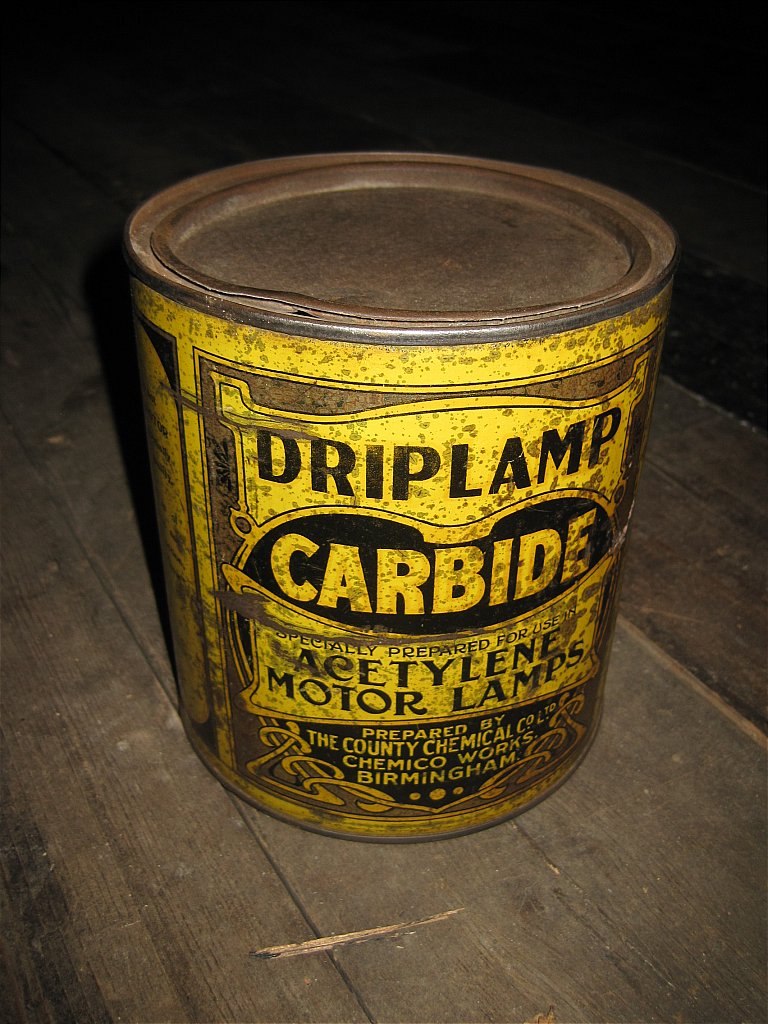 DRIPLAMP
CARBIDE
SPECIALLY PREPARED FOR USE IN
ACETYLENE
MOTOR LAMPS
PREPARED BY
THE COUNTY CHEMICAL CO LTD
CHEMICO WORKS.
BIRMINGHAM.